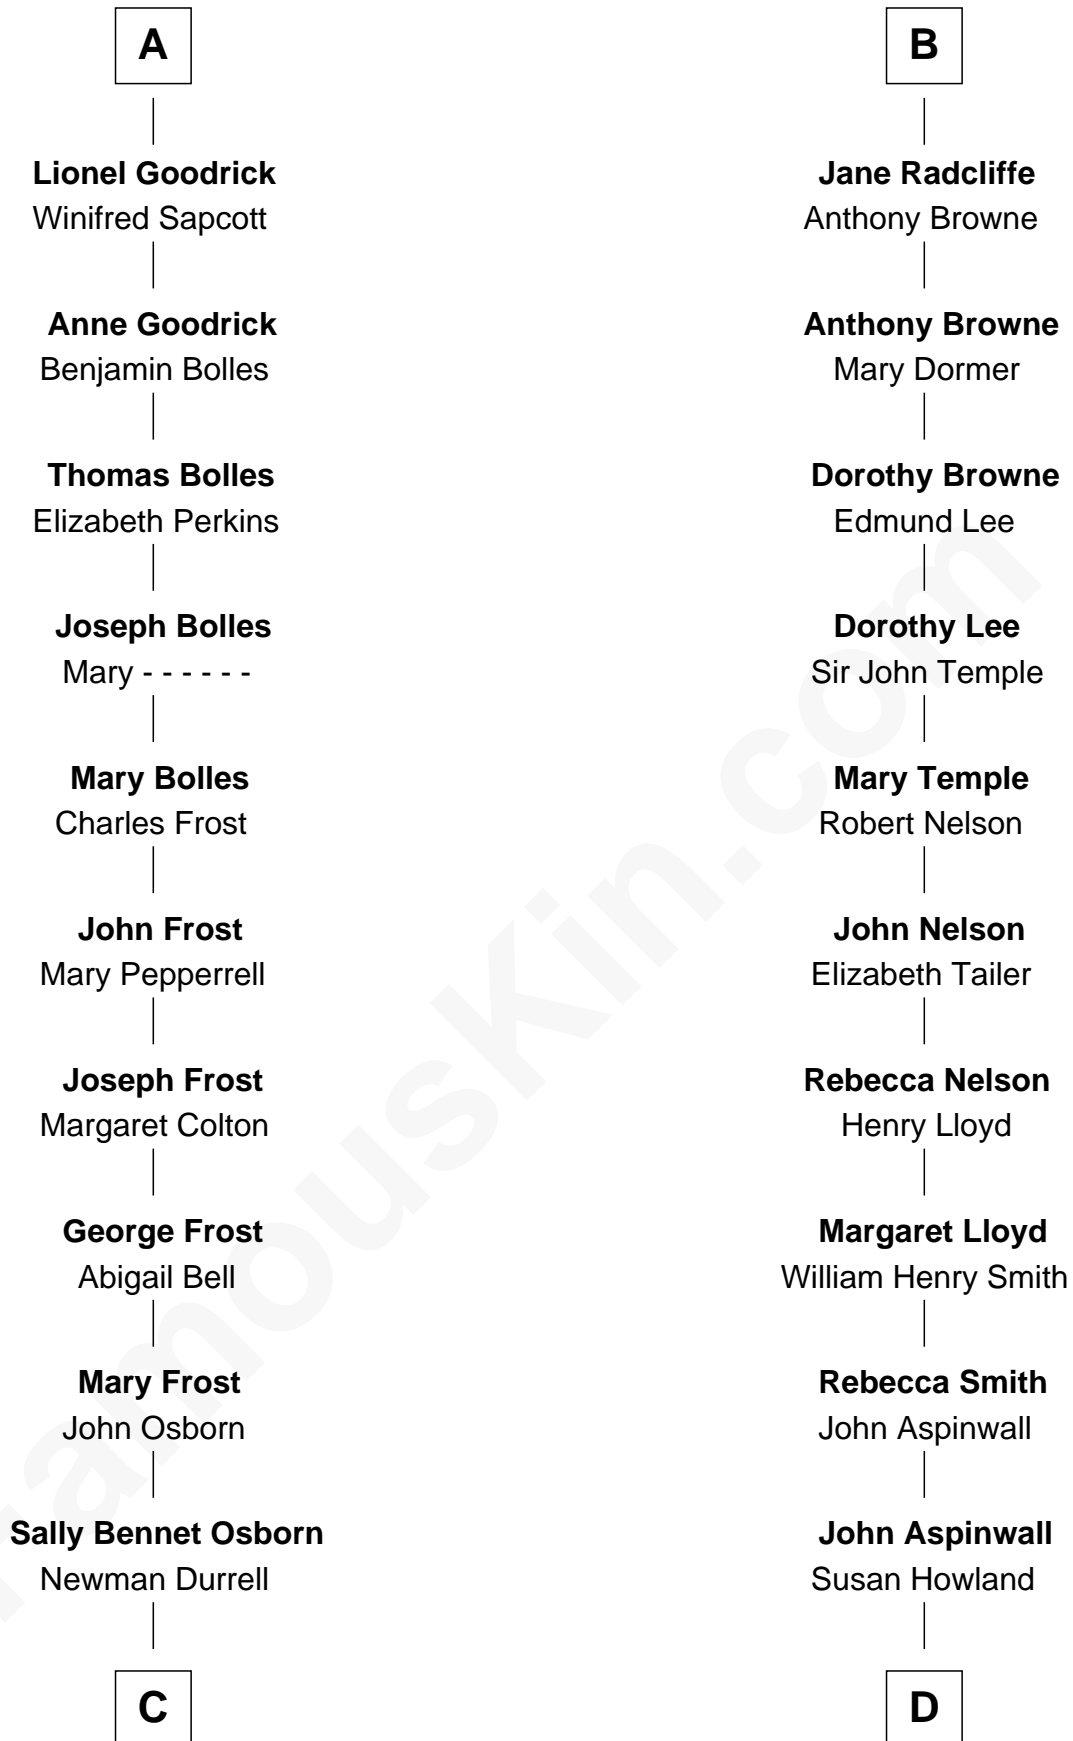 A
Lionel Goodrick
Winifred Sapcott
Anne Goodrick
Benjamin Bolles
Thomas Bolles
Elizabeth Perkins
Joseph Bolles
Mary - - - - - -
Mary Bolles
Charles Frost
John Frost
Mary Pepperrell
Joseph Frost
Margaret Colton
George Frost
Abigail Bell
Mary Frost
John Osborn
Sally Bennet Osborn
Newman Durrell
C
B
Jane Radcliffe
Anthony Browne
Anthony Browne
Mary Dormer
Dorothy Browne
Edmund Lee
Dorothy Lee
Sir John Temple
Mary Temple
Robert Nelson
John Nelson
Elizabeth Tailer
Rebecca Nelson
Henry Lloyd
Margaret Lloyd
William Henry Smith
Rebecca Smith
John Aspinwall
John Aspinwall
Susan Howland
D
FamousKin.com